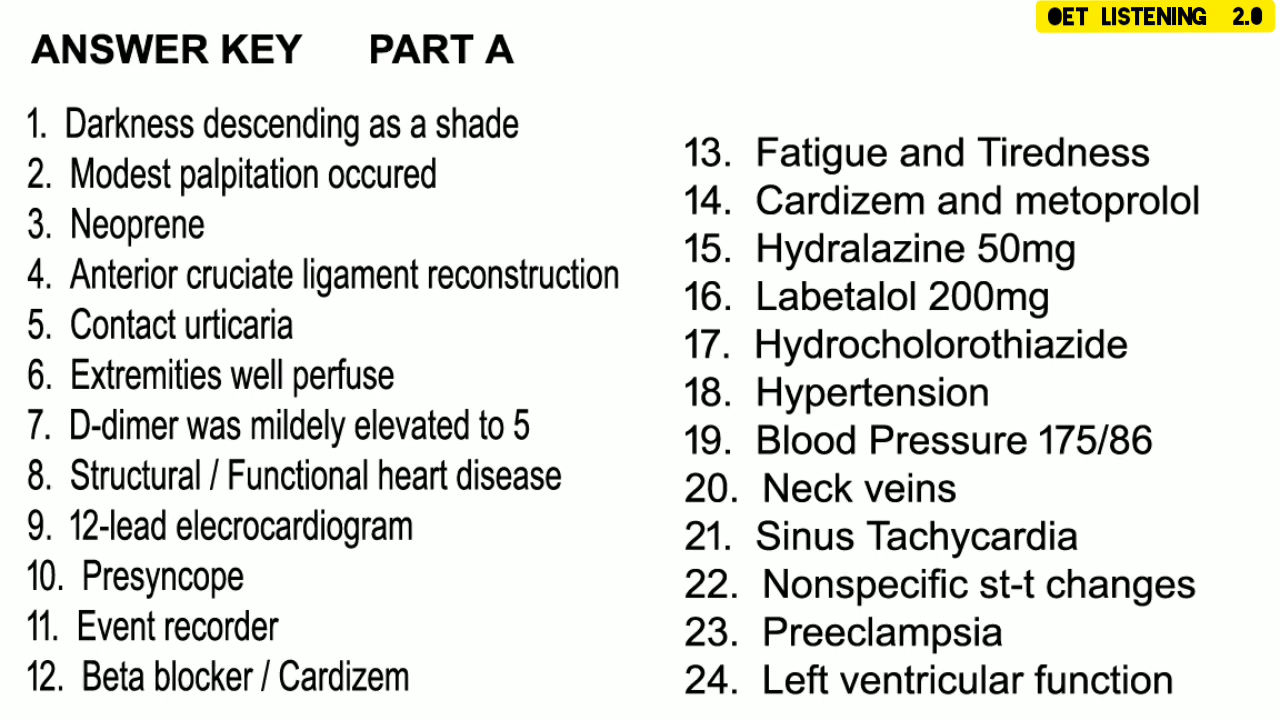 OET LISTENING 2.0
ANSWER KEY PART A
1. Darkness descending as a shade
2. Modest palpitation occured
3. Neoprene
4. Anterior cruciate ligament reconstruction
5. Contact urticaria
6. Extremities well perfuse
7. D-dimer was mildely elevated to 5
8. Structural / Functional heart disease
9. 12-lead elecrocardiogram
10. Presyncope
11. Event recorder
12. Beta blocker / Cardizem
13. Fatigue and Tiredness
14. Cardizem and metoprolol
15. Hydralazine 50mg
16. Labetalol 200mg
17. Hydrocholorothiazide
18. Hypertension
19. Blood Pressure 175/86
20. Neck veins
21. Sinus Tachycardia
22. Nonspecific st-t changes
23. Preeclampsia
24. Left ventricular function